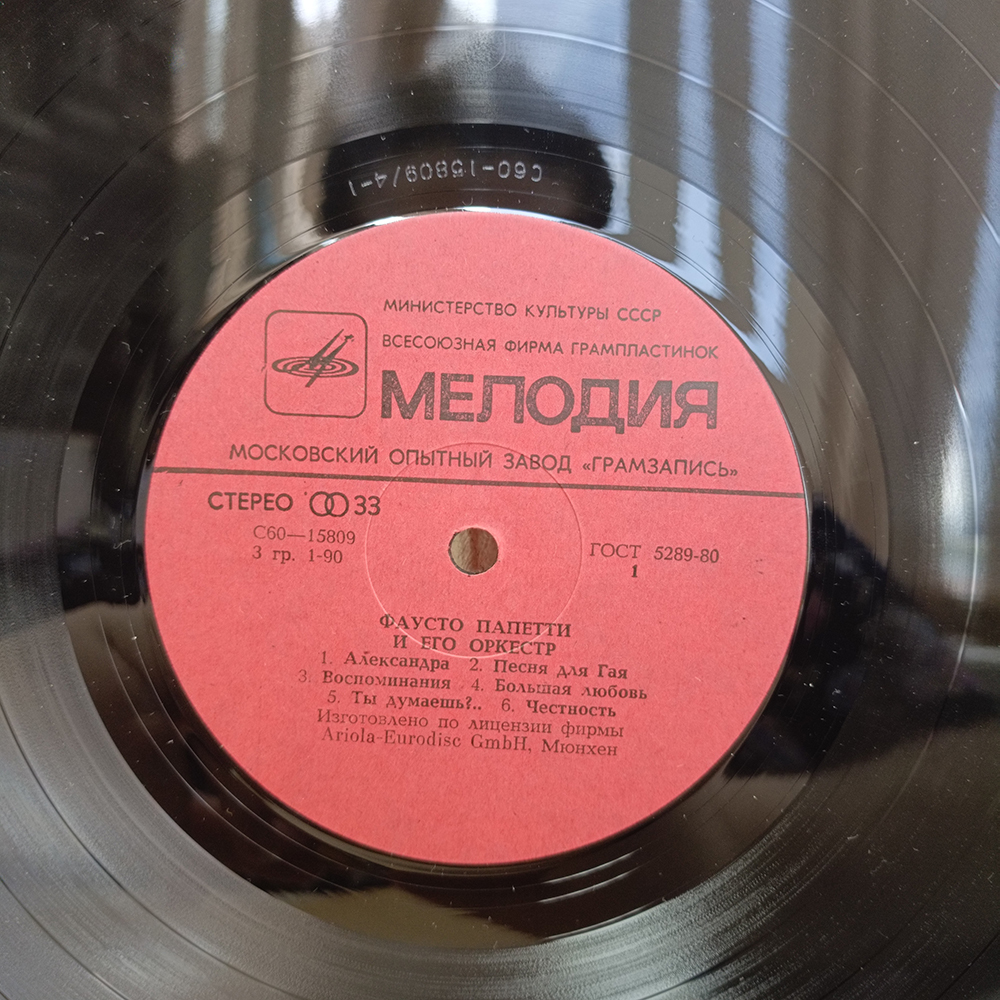 С60-15809/4-1
МИНИСТЕРСТВО КУЛЬТУРЫ СССР
ВСЕСОЮЗНАЯ ФИРМА ГРАМПЛАСТИНОК
МЕЛОДИЯ
МОСКОВСКИЙ ОПЫТНЫЙ ЗАВОД «ГРАМЗАПИСЬ»
СТЕРЕО 33
С60—15809
3 гр. 1-90
ГОСТ 5289-80
1
ФАУСТО ПАПЕТТИ
И ЕГО ОРКЕСТР
1. Александра 2. Песня для Гая
3. Воспоминания 4. Большая любовь
5. Ты думаешь?.. 6. Честность
Изготовлено по лицензии фирмы
Ariola-Eurodisc GmbH, Мюнхен